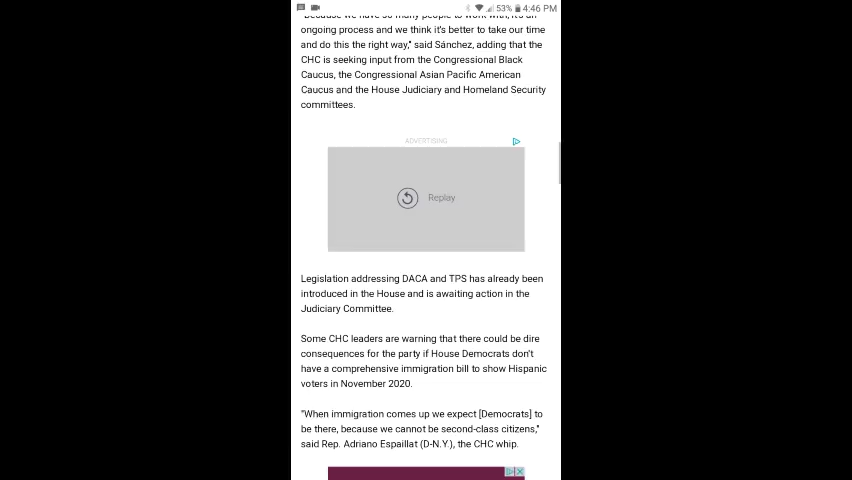 53% 4:46 PM
"Because we have so many people to work with, it's an
ongoing process and we think it's better to take our time
and do this the right way," said Sánchez, adding that the
CHC is seeking input from the Congressional Black
Caucus, the Congressional Asian Pacific American
Caucus and the House Judiciary and Homeland Security
committees.
ADVERTISING
Replay
Legislation addressing DACA and TPS has already been
introduced in the House and is awaiting action in the
Judiciary Committee.
Some CHC leaders are warning that there could be dire
consequences for the party if House Democrats don't
have a comprehensive immigration bill to show Hispanic
voters in November 2020.
"When immigration comes up we expect [Democrats] to
be there, because we cannot be second-class citizens,"
said Rep. Adriano Espaillat (D-N.Y.), the CHC whip.